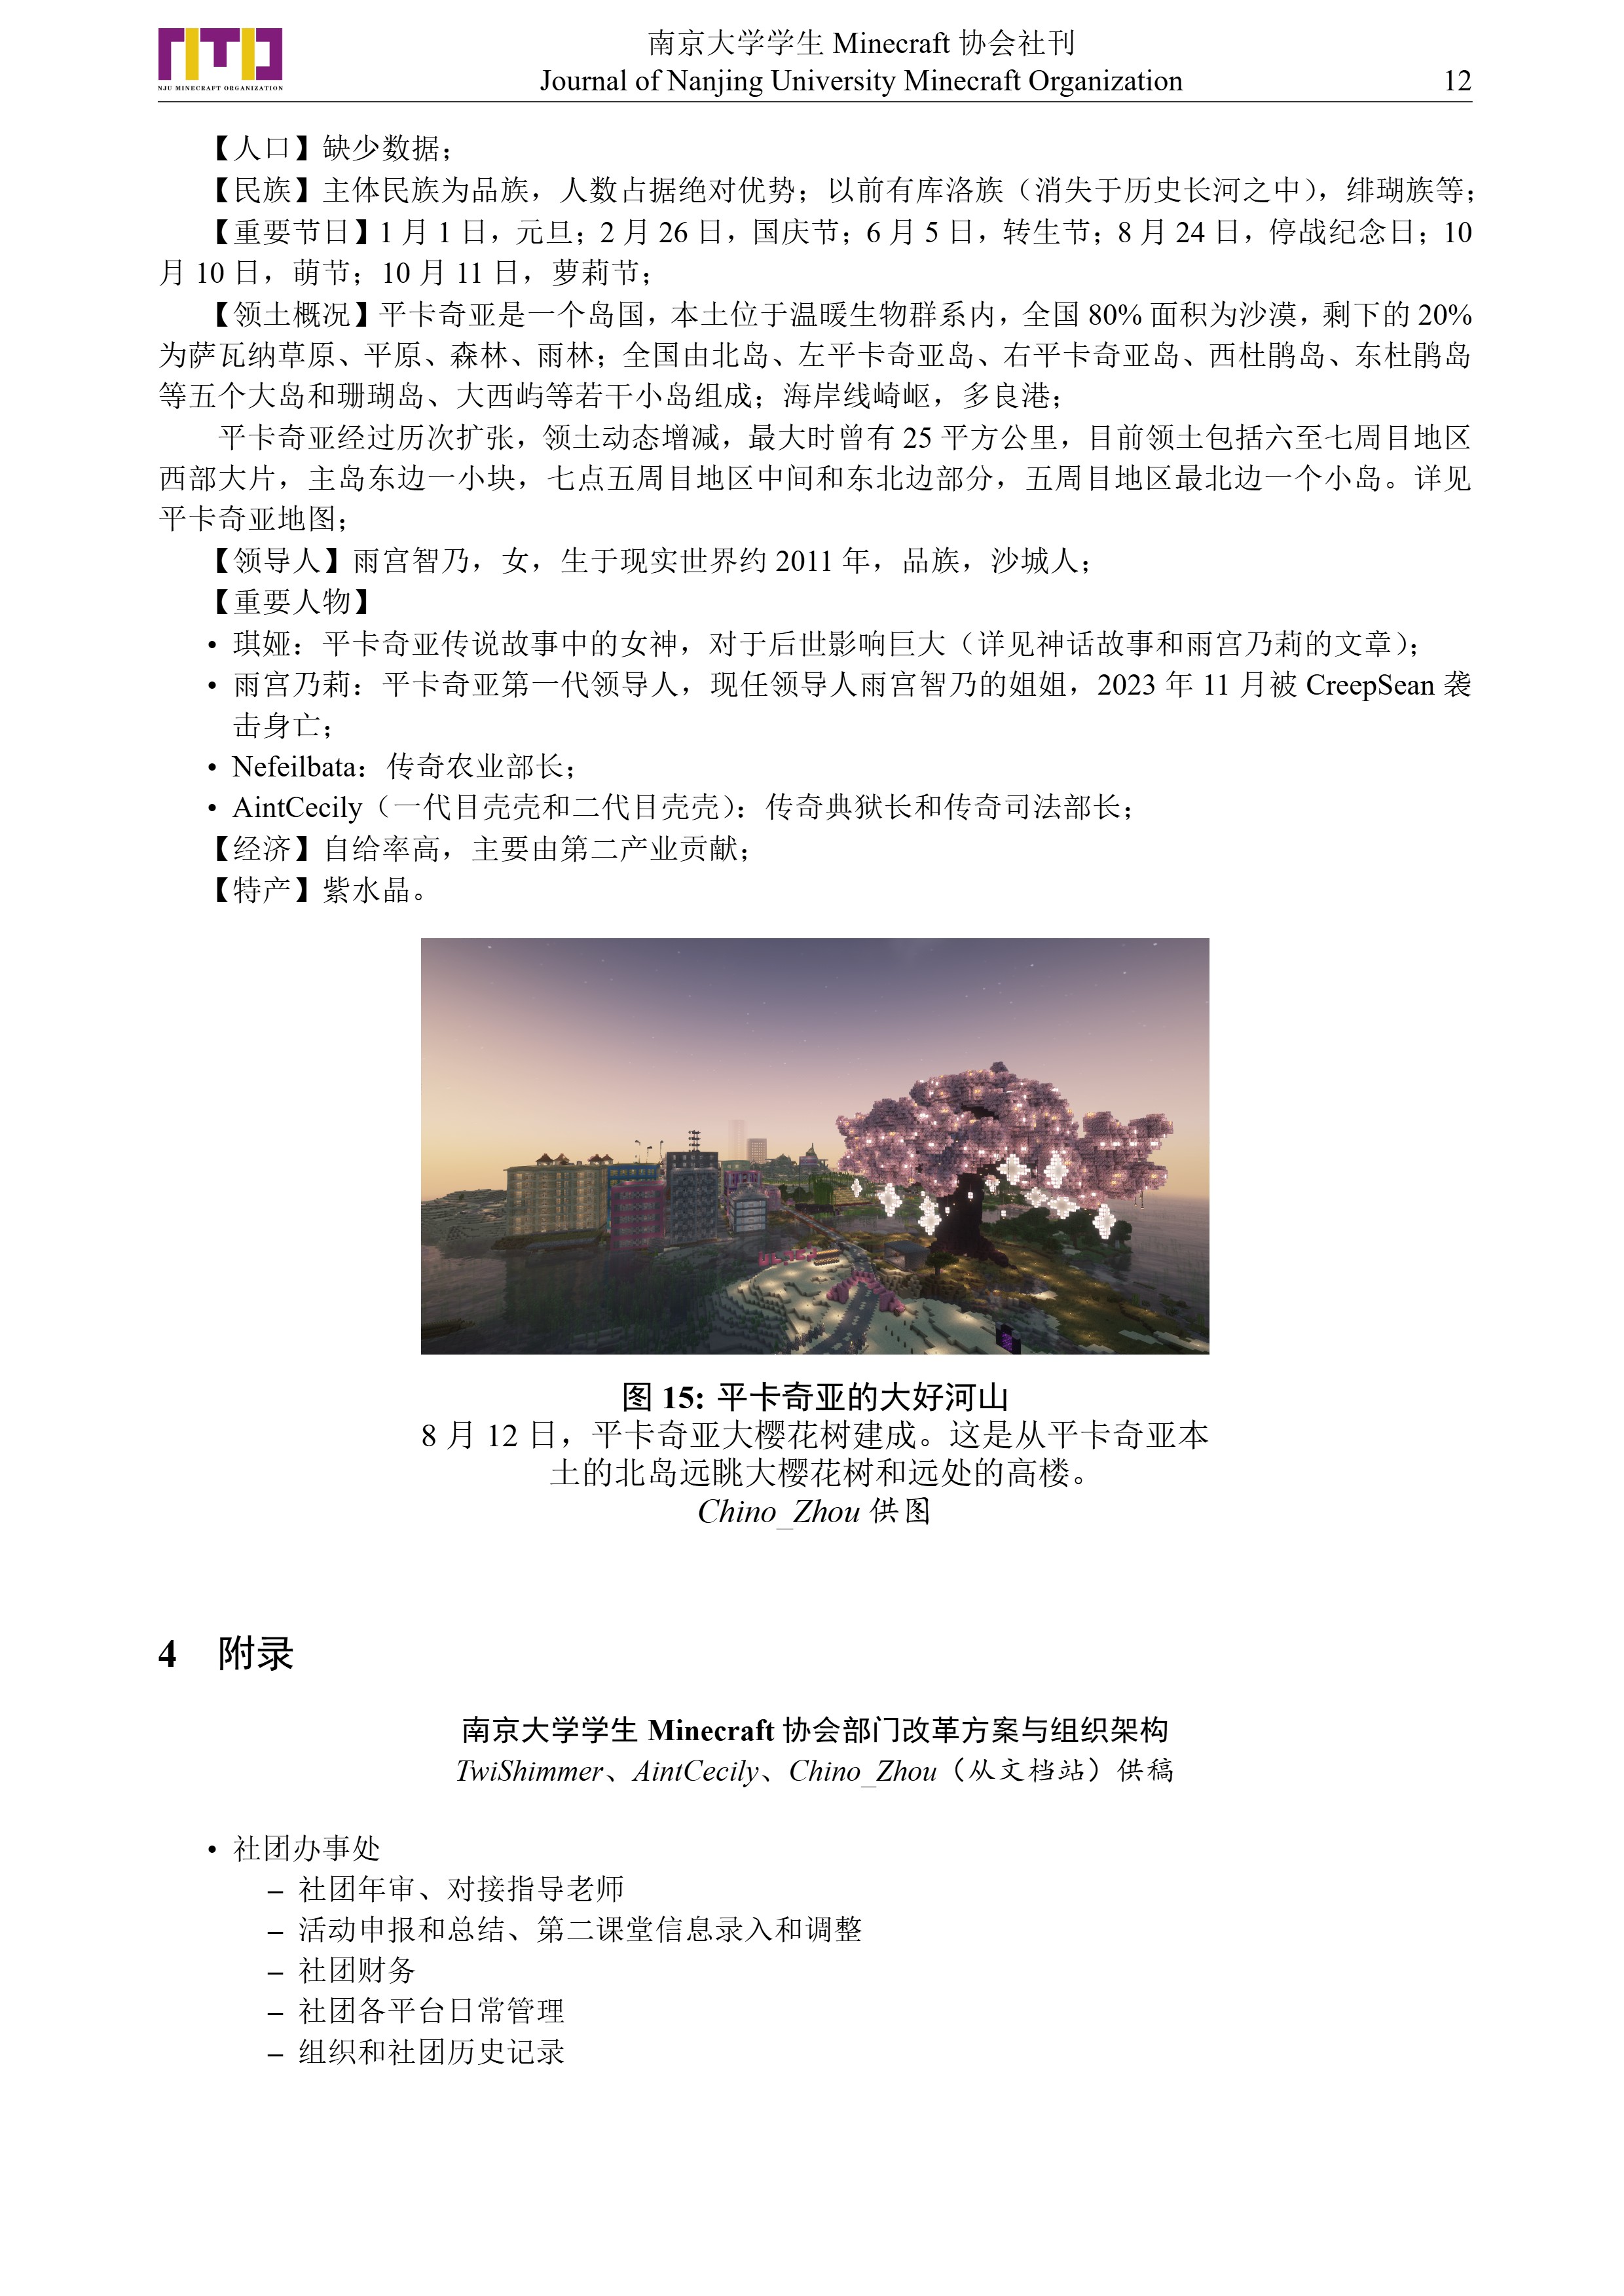 NJU MINECRAFT ORGANIZATION
南京大学学生 Minecraft 协会社刊
Journal of Nanjing University Minecraft Organization
12
【人口】缺少数据；
【民族】主体民族为品族，人数占据绝对优势；以前有库洛族（消失于历史长河之中），绯瑚族等；
【重要节日】1 月 1 日，元旦；2 月 26 日，国庆节；6 月 5 日，转生节；8 月 24 日，停战纪念日；10
月 10 日，萌节；10 月 11 日，萝莉节；
【领土概况】平卡奇亚是一个岛国，本土位于温暖生物群系内，全国 80% 面积为沙漠，剩下的 20%
为萨瓦纳草原、平原、森林、雨林；全国由北岛、左平卡奇亚岛、右平卡奇亚岛、西杜鹃岛、东杜鹃岛
等五个大岛和珊瑚岛、大西屿等若干小岛组成；海岸线崎岖，多良港；
平卡奇亚经过历次扩张，领土动态增减，最大时曾有 25 平方公里，目前领土包括六至七周目地区
西部大片，主岛东边一小块，七点五周目地区中间和东北边部分，五周目地区最北边一个小岛。详见
平卡奇亚地图；
【领导人】雨宫智乃，女，生于现实世界约 2011 年，品族，沙城人；
【重要人物】
• 琪娅：平卡奇亚传说故事中的女神，对于后世影响巨大（详见神话故事和雨宫乃莉的文章）；
• 雨宫乃莉：平卡奇亚第一代领导人，现任领导人雨宫智乃的姐姐，2023 年 11 月被 CreepSean 袭
击身亡；
• Nefeilbata：传奇农业部长；
• AintCecily（一代目壳壳和二代目壳壳）：传奇典狱长和传奇司法部长；
【经济】自给率高，主要由第二产业贡献；
【特产】紫水晶。
图 15: 平卡奇亚的大好河山
8 月 12 日，平卡奇亚大樱花树建成。这是从平卡奇亚本
土的北岛远眺大樱花树和远处的高楼。
Chino_Zhou 供图
4 附录
南京大学学生 Minecraft 协会部门改革方案与组织架构
TwiShimmer、AintCecily、Chino_Zhou（从文档站）供稿
• 社团办事处
– 社团年审、对接指导老师
– 活动申报和总结、第二课堂信息录入和调整
– 社团财务
– 社团各平台日常管理
– 组织和社团历史记录